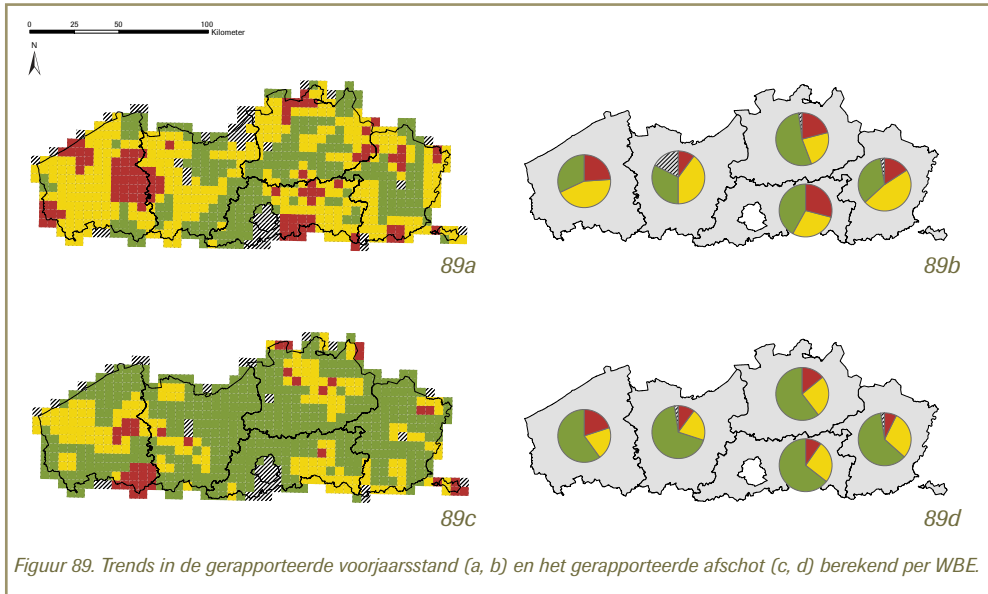 0 25 50 100
Kilometer
N
89a
89b
89c
89d
Figuur 89. Trends in de gerapporteerde voorjaarsstand (a, b) en het gerapporteerde afschot (c, d) berekend per WBE.